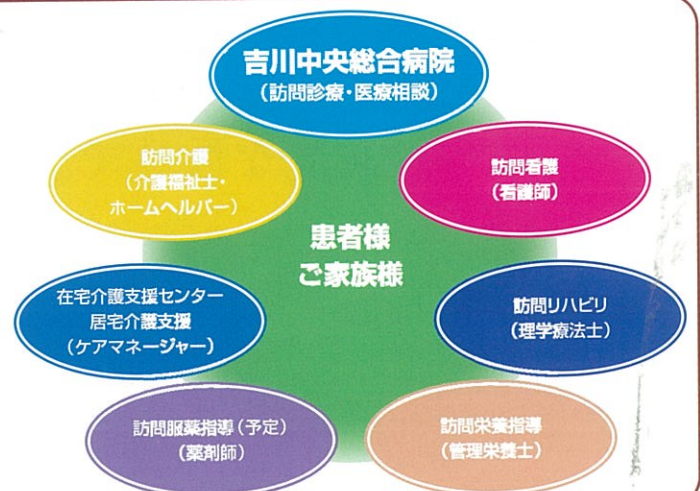 吉川中央総合病院
(訪問診療・医療相談)
訪問介護
(介護福祉士・
ホームヘルパー)
訪問看護
(看護師)
患者様
ご家族様
在宅介護支援センター
居宅介護支援
(ケアマネージャー)
訪問リハビリ
(理学療法士)
訪問服薬指導(予定)
(薬剤師)
訪問栄養指導
(管理栄養士)